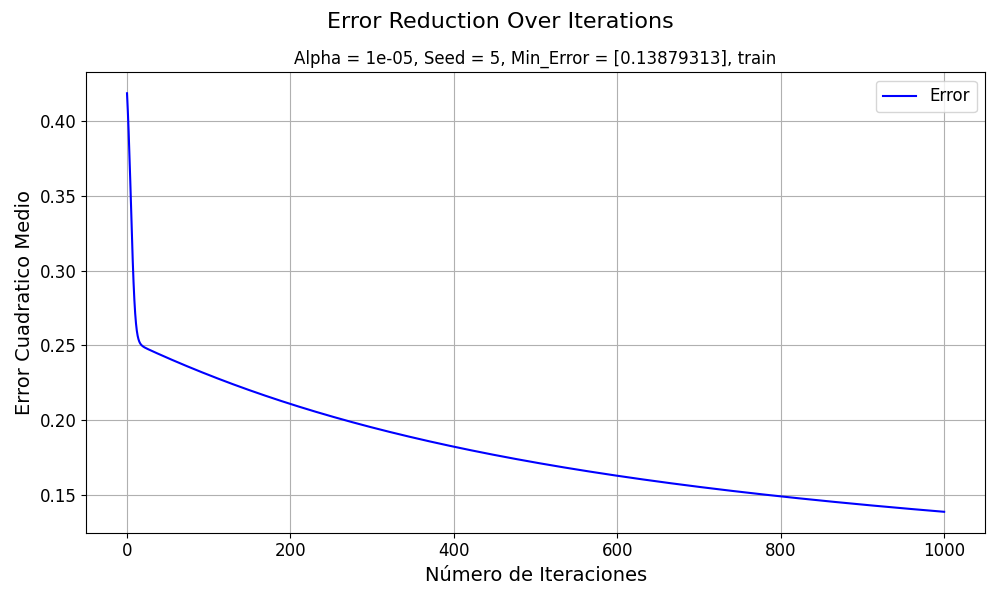 Error Reduction Over Iterations
Alpha = 1e-05, Seed = 5, Min_Error = [0.13879313], train
Error
Error Cuadratico Medio
0.40
0.35
0.30
0.25
0.20
0.15
0 200 400 600 800 1000
Número de Iteraciones